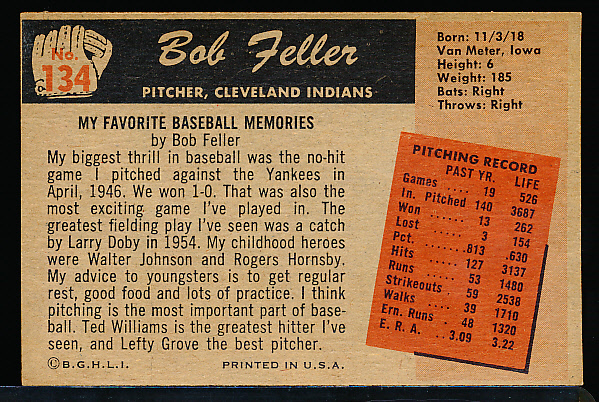 No.
134
Bob Feller
PITCHER, CLEVELAND INDIANS
Born: 11/3/18
Van Meter, Iowa
Height: 6
Weight: 185
Bats: Right
Throws: Right
MY FAVORITE BASEBALL MEMORIES
by Bob Feller
My biggest thrill in baseball was the no-hit
game I pitched against the Yankees in
April, 1946. We won 1-0. That was also the
most exciting game I've played in. The
greatest fielding play I've seen was a catch
by Larry Doby in 1954. My childhood heroes
were Walter Johnson and Rogers Hornsby.
My advice to youngsters is to get regular
rest, good food and lots of practice. I think
pitching is the most important part of base-
ball. Ted Williams is the greatest hitter I've
seen, and Lefty Grove the best pitcher.
© B.G.H.L.I. PRINTED IN U.S.A.
PITCHING RECORD
PAST YR. LIFE
Games .... 19 526
In. Pitched 140 3687
Won ..... 13 262
Lost ..... 3 154
Pct. .... .813 .630
Hits .... 127 3137
Runs .... 53 1480
Strikeouts . 59 2538
Walks ... 39 1710
Ern. Runs . 48 1320
E. R. A. ... 3.09 3.22